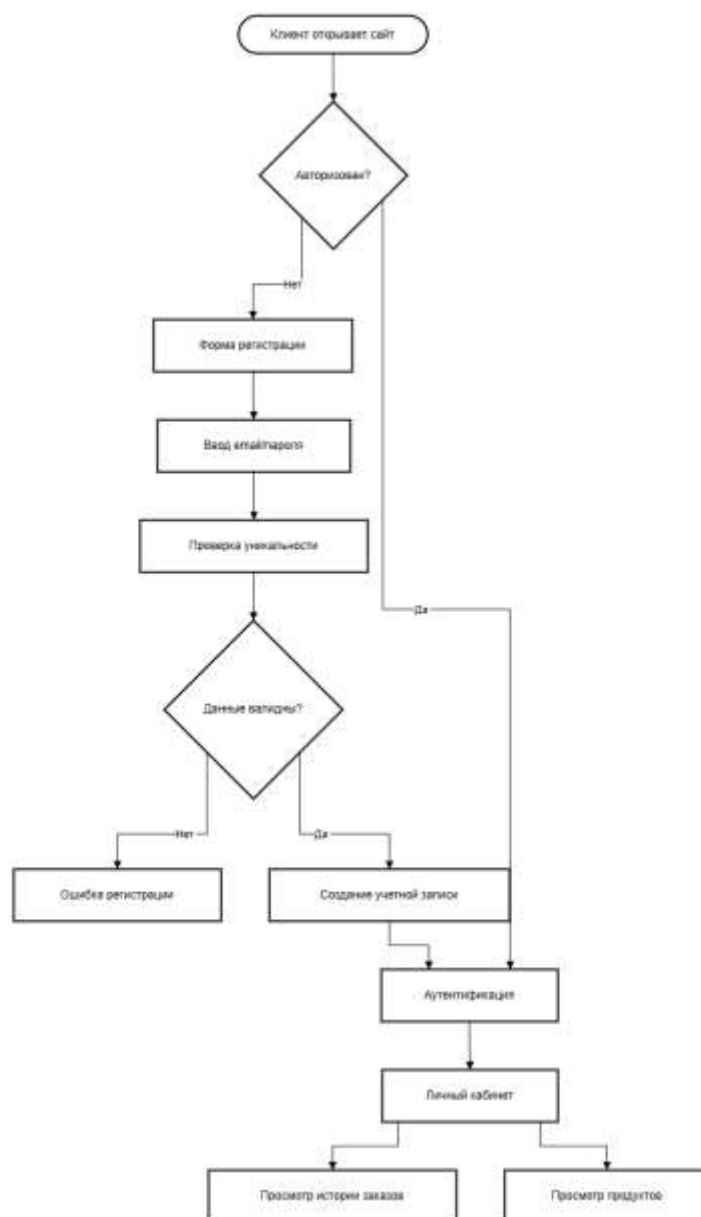 Клиент открывает сайт
Авторизован?
Нет
Форма регистрации
Ввод email/пароля
Проверка уникальности
Да
Данные валидны?
Нет
Да
Ошибка регистрации
Создание учетной записи
Аутентификация
Личный кабинет
Просмотр истории заказов
Просмотр продуктов